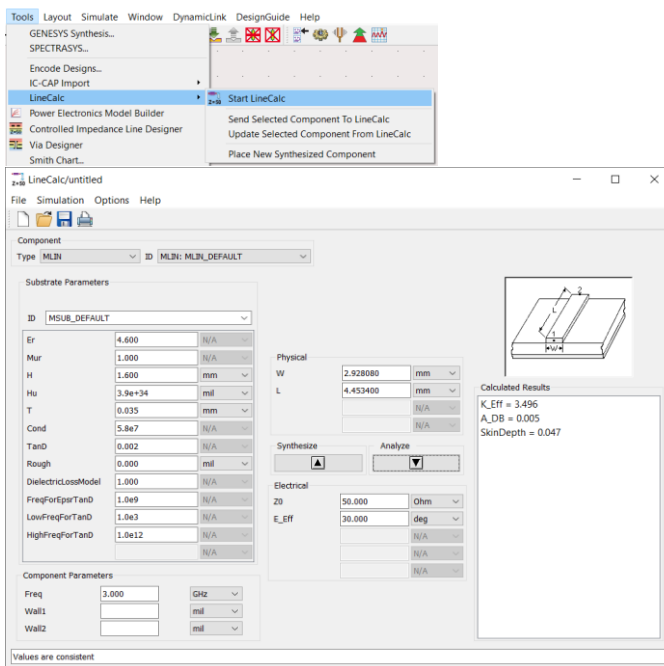 Tools Layout Simulate Window DynamicLink DesignGuide Help
GENESYS Synthesis...
SPECTRASYS...
Encode Designs...
IC-CAP Import
LineCalc
Start LineCalc
Power Electronics Model Builder
Send Selected Component To LineCalc
Controlled Impedance Line Designer
Update Selected Component From LineCalc
Via Designer
Smith Chart...
Place New Synthesized Component
LineCalc/untitled
File Simulation Options Help
Component
Type MLIN ID MLIN: MLIN_DEFAULT
Substrate Parameters
ID MSUB_DEFAULT
Er 4.600 N/A
Mur 1.000 N/A
H 1.600 mm
Hu 3.9e+34 mil
T 0.035 mm
Cond 5.8e7 N/A
TanD 0.002 N/A
Rough 0.000 mil
DielectricLossModel 1.000 N/A
FreqForEpsrTanD 1.0e9 N/A
LowFreqForTanD 1.0e3 N/A
HighFreqForTanD 1.0e12 N/A
N/A
Component Parameters
Freq 3.000 GHz
Wall1 mil
Wall2 mil
Physical
W 2.928080 mm
L 4.453400 mm
N/A
N/A
Synthesize Analyze
Electrical
Z0 50.000 Ohm
E_Eff 30.000 deg
N/A
N/A
N/A
2
L
1
W
Calculated Results
K_Eff = 3.496
A_DB = 0.005
SkinDepth = 0.047
Values are consistent